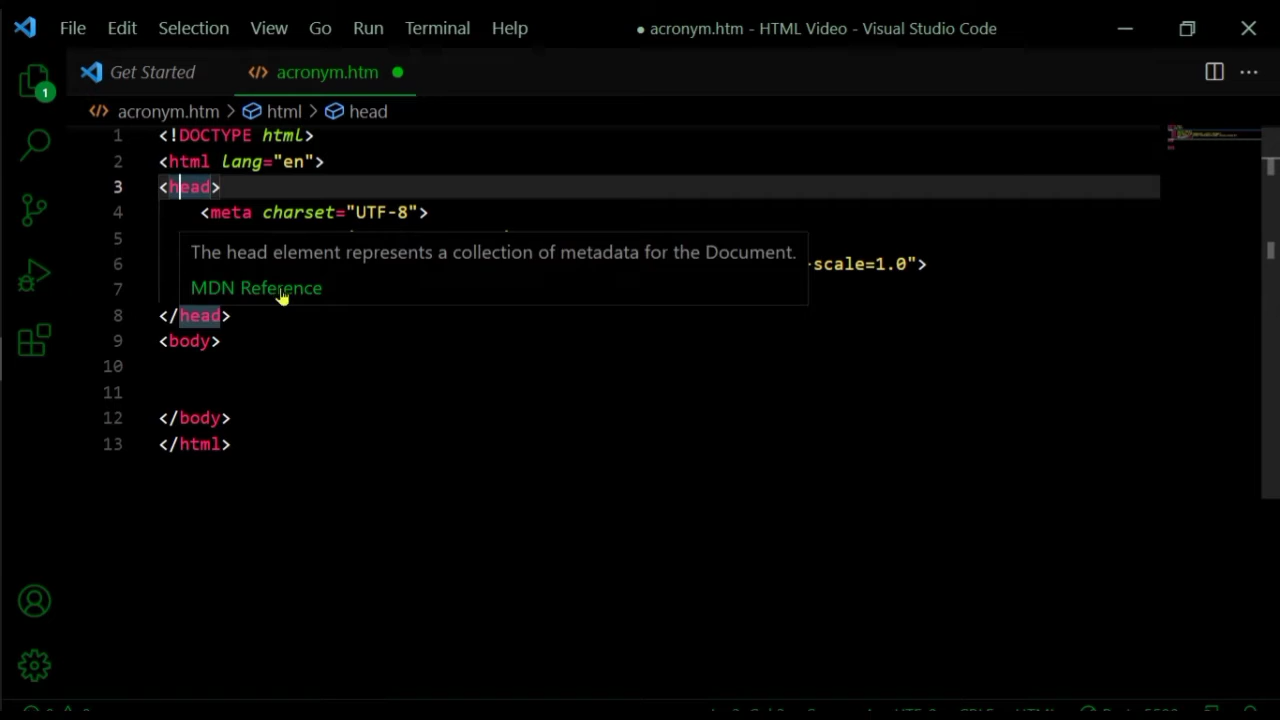 File Edit Selection View Go Run Terminal Help ● acronym.htm - HTML Video - Visual Studio Code
Get Started acronym.htm
acronym.htm > html > head
1 <!DOCTYPE html>
2 <html lang="en">
3 <head>
4 <meta charset="UTF-8">
5
The head element represents a collection of metadata for the Document.
6 -scale=1.0">
7 MDN Reference
8 </head>
9 <body>
10
11
12 </body>
13 </html>
1